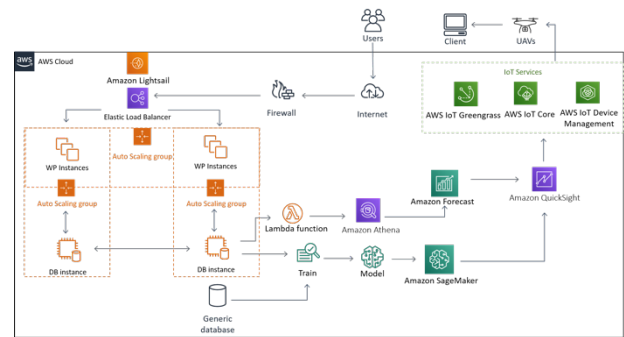 Users
Client
UAVs
aws
AWS Cloud
Amazon Lightsail
IoT Services
Elastic Load Balancer
Firewall
Internet
AWS IoT Greengrass
AWS IoT Core
AWS IoT Device
Management
WP Instances
Auto Scaling group
WP Instances
Auto Scaling group
Auto Scaling group
Lambda function
Amazon Athena
Amazon Forecast
Amazon QuickSight
DB instance
DB instance
Train
Model
Amazon SageMaker
Generic
database